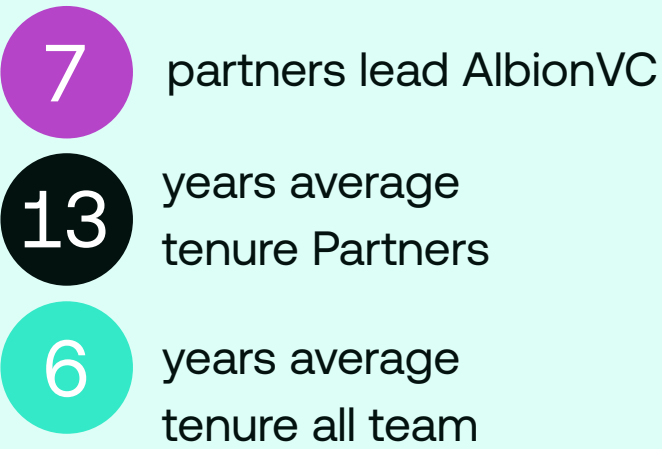 7
partners lead AlbionVC
13
years average
tenure Partners
6
years average
tenure all team